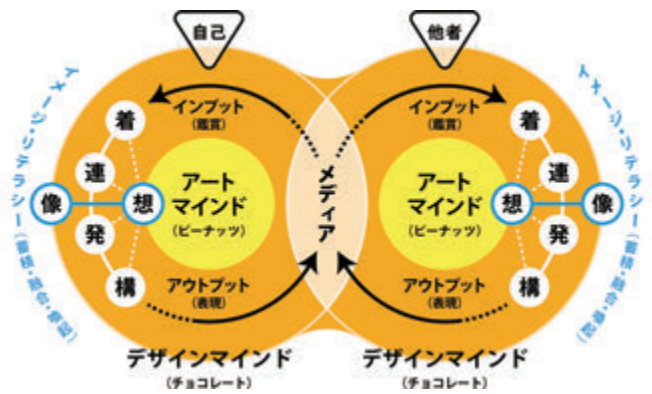 自己
他者
イメージ・リテラシー(蓄積・融合・承認)
インプット
(鑑賞)
着
連
像
想
発
構
アート
マインド
(ピーナッツ)
アウトプット
(表現)
メディア
インプット
(鑑賞)
アート
マインド
(ピーナッツ)
アウトプット
(表現)
着
連
想
像
発
構
イメージ・リテラシー(蓄積・融合・
デザインマインド
(チョコレート)
デザインマインド
(チョコレート)